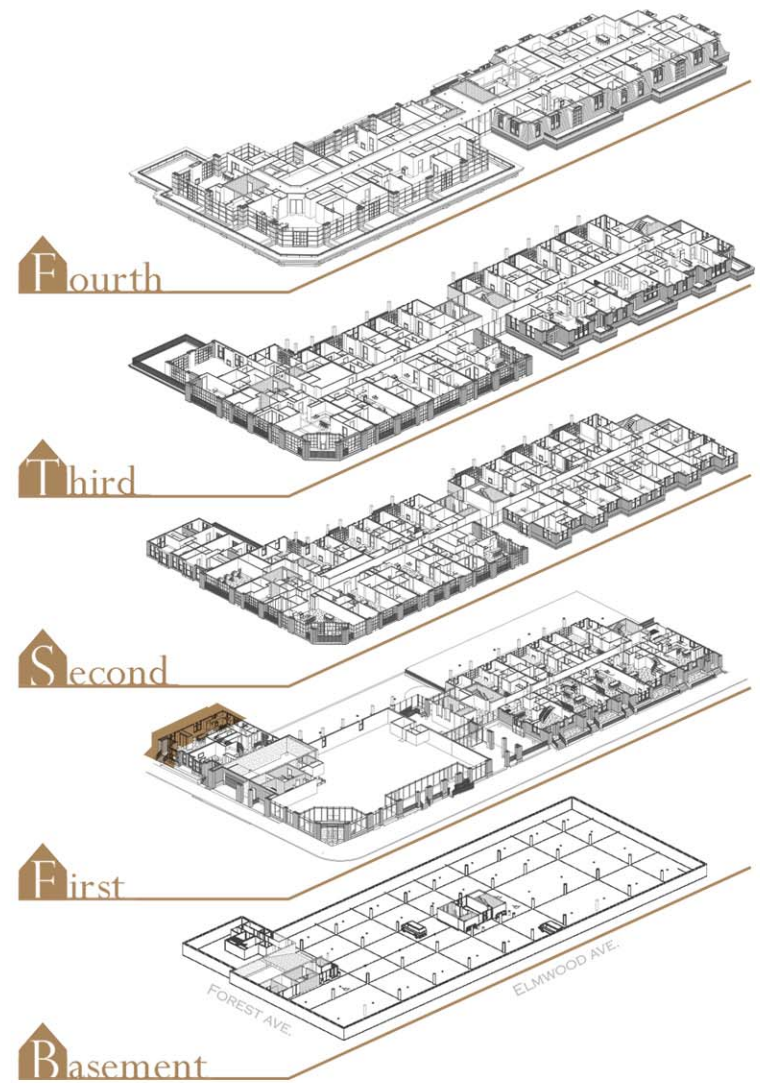 Fourth
Third
Second
First
FOREST AVE.
ELMWOOD AVE.
Basement